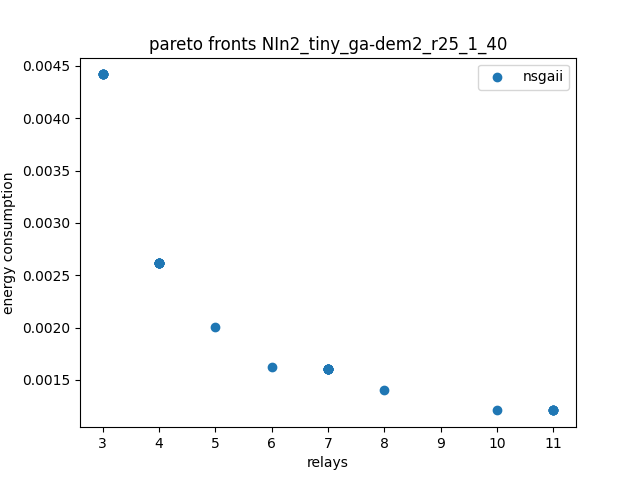 pareto fronts NIn2_tiny_ga-dem2_r25_1_40
nsgaii
0.0045
0.0040
0.0035
0.0030
0.0025
0.0020
0.0015
energy consumption
3 4 5 6 7 8 9 10 11
relays